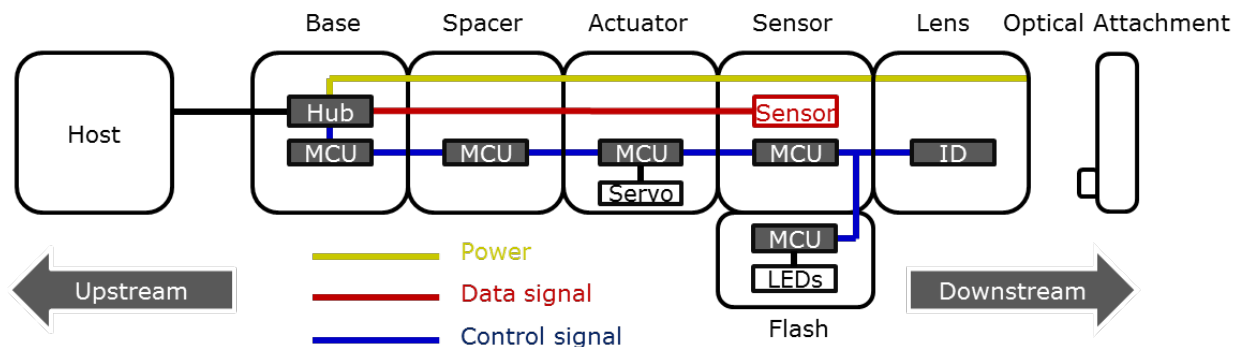 Base Spacer Actuator Sensor Lens Optical Attachment
Host
Hub
Sensor
MCU MCU MCU MCU ID
Servo
MCU
LEDs
Flash
Power
Data signal
Control signal
Upstream
Downstream